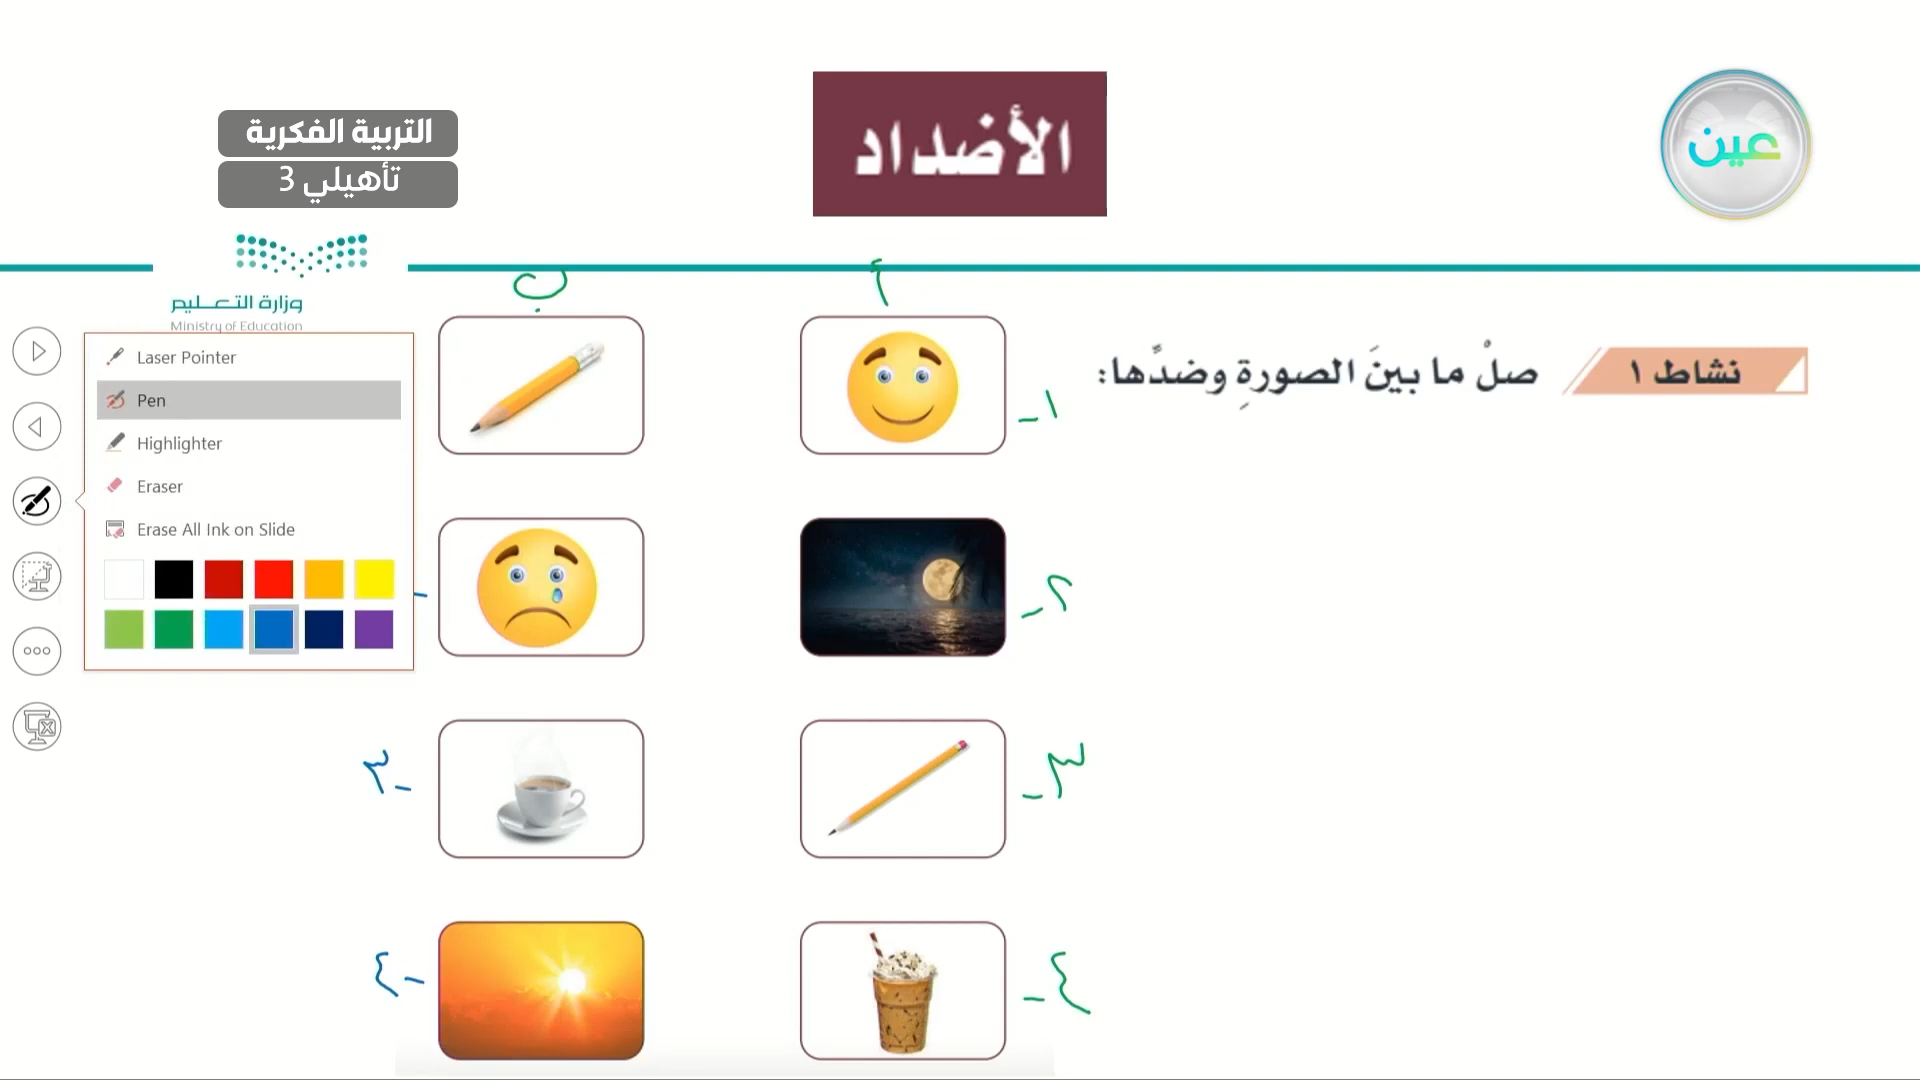 التربية الفكرية
تأهيلي 3
الأضداد
عين
وزارة التعليم
Ministry of Education
نشاط ١
صلْ ما بينَ الصورةِ وضدَّها:
أ
ب
١-
٢-
٣-
٤-
٣-
٤-
Laser Pointer
Pen
Highlighter
Eraser
Erase All Ink on Slide